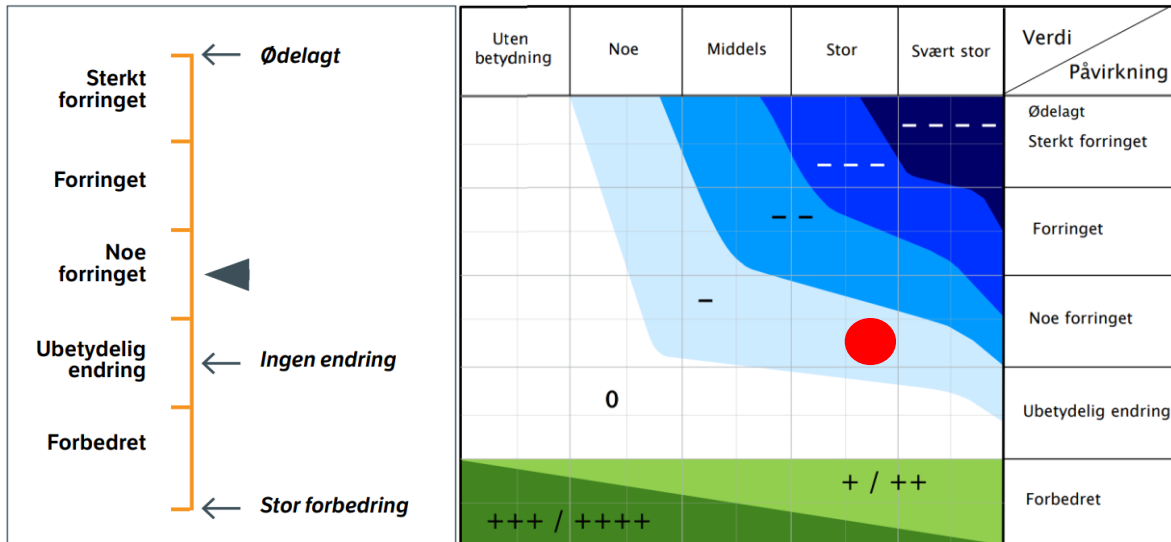 Ødelagt
Sterkt
forringet
Forringet
Noe
forringet
Ubetydelig
endring
Ingen endring
Forbedret
Stor forbedring
Uten
betydning
Noe
Middels
Stor
Svært stor
Verdi
Påvirkning
Ødelagt
Sterkt forringet
Forringet
Noe forringet
Ubetydelig endring
Forbedret
– – – –
– – –
– –
–
0
+ / ++
+++ / ++++